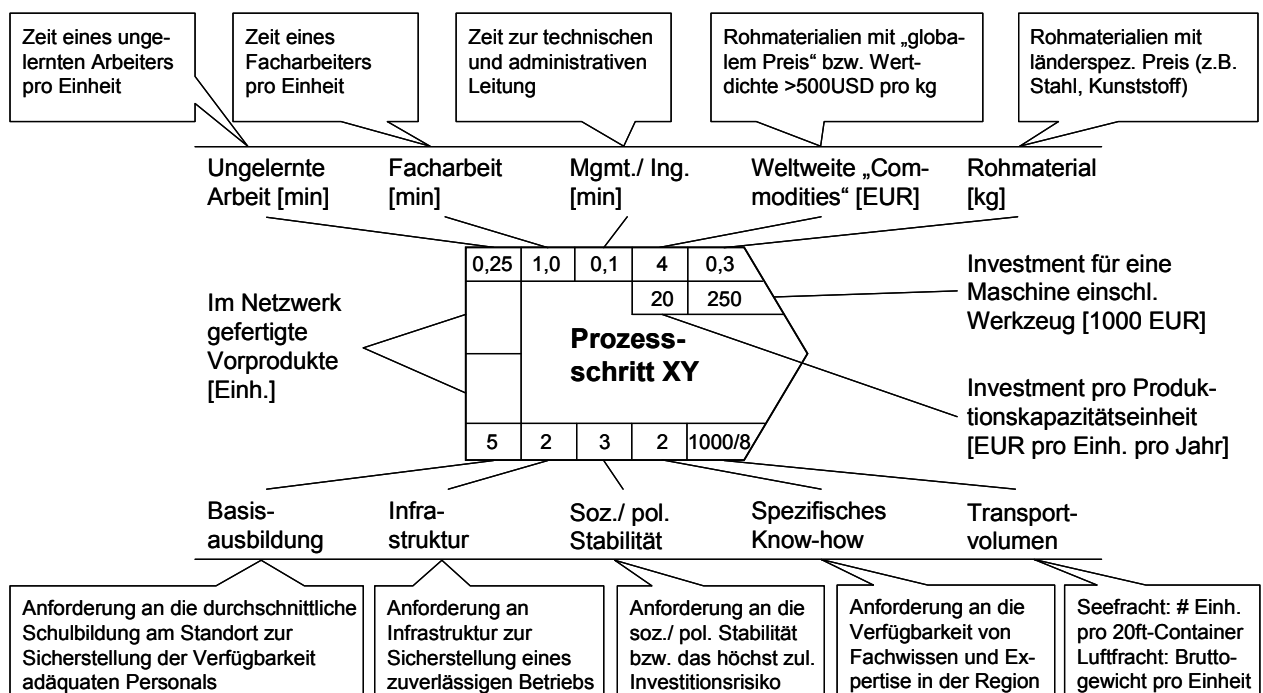 Zeit eines unge-
lernten Arbeiters
pro Einheit
Zeit eines
Facharbeiters
pro Einheit
Zeit zur technischen
und administrativen
Leitung
Rohmaterialien mit „globa-
lem Preis“ bzw. Wert-
dichte >500USD pro kg
Rohmaterialien mit
länderspez. Preis (z.B.
Stahl, Kunststoff)
Ungelernte
Arbeit [min]
Facharbeit
[min]
Mgmt./ Ing.
[min]
Weltweite „Com-
modities“ [EUR]
Rohmaterial
[kg]
0,25 1,0 0,1 4 0,3
20 250
Im Netzwerk
gefertigte
Vorprodukte
[Einh.]
Prozess-
schritt XY
Investment für eine
Maschine einschl.
Werkzeug [1000 EUR]
Investment pro Produk-
tionskapazitätseinheit
[EUR pro Einh. pro Jahr]
5 2 3 2 1000/8
Basis-
ausbildung
Infra-
struktur
Soz./ pol.
Stabilität
Spezifisches
Know-how
Transport-
volumen
Anforderung an die durchschnittliche
Schulbildung am Standort zur
Sicherstellung der Verfügbarkeit
adäquaten Personals
Anforderung an
Infrastruktur zur
Sicherstellung eines
zuverlässigen Betriebs
Anforderung an die
soz./ pol. Stabilität
bzw. das höchst zul.
Investitionsrisiko
Anforderung an die
Verfügbarkeit von
Fachwissen und Ex-
pertise in der Region
Seefracht: # Einh.
pro 20ft-Container
Luftfracht: Brutto-
gewicht pro Einheit